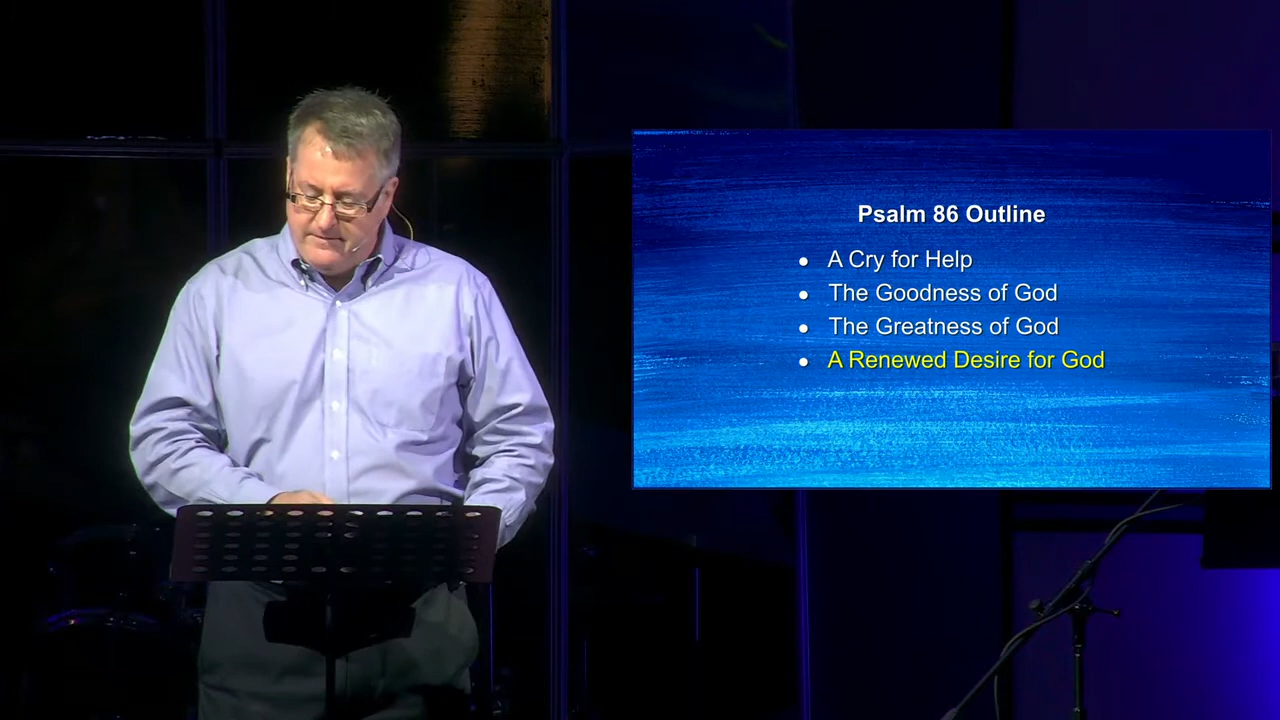 Psalm 86 Outline
● A Cry for Help
● The Goodness of God
● The Greatness of God
● A Renewed Desire for God